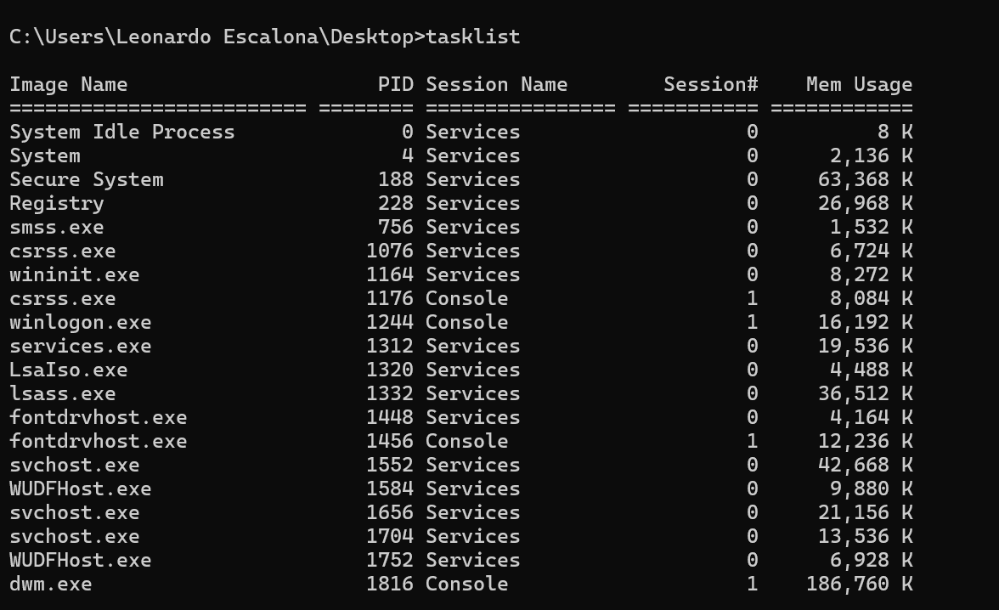 C:\Users\Leonardo Escalona\Desktop>tasklist

Image Name                     PID Session Name        Session#    Mem Usage
========================= ======== ================ =========== ============
System Idle Process              0 Services                   0          8 K
System                           4 Services                   0      2,136 K
Secure System                  188 Services                   0     63,368 K
Registry                       228 Services                   0     26,968 K
smss.exe                       756 Services                   0      1,532 K
csrss.exe                     1076 Services                   0      6,724 K
wininit.exe                   1164 Services                   0      8,272 K
csrss.exe                     1176 Console                    1      8,084 K
winlogon.exe                  1244 Console                    1     16,192 K
services.exe                  1312 Services                   0     19,536 K
LsaIso.exe                    1320 Services                   0      4,488 K
lsass.exe                     1332 Services                   0     36,512 K
fontdrvhost.exe               1448 Services                   0      4,164 K
fontdrvhost.exe               1456 Console                    1     12,236 K
svchost.exe                   1552 Services                   0     42,668 K
WUDFHost.exe                  1584 Services                   0      9,880 K
svchost.exe                   1656 Services                   0     21,156 K
svchost.exe                   1704 Services                   0     13,536 K
WUDFHost.exe                  1752 Services                   0      6,928 K
dwm.exe                       1816 Console                    1    186,760 K